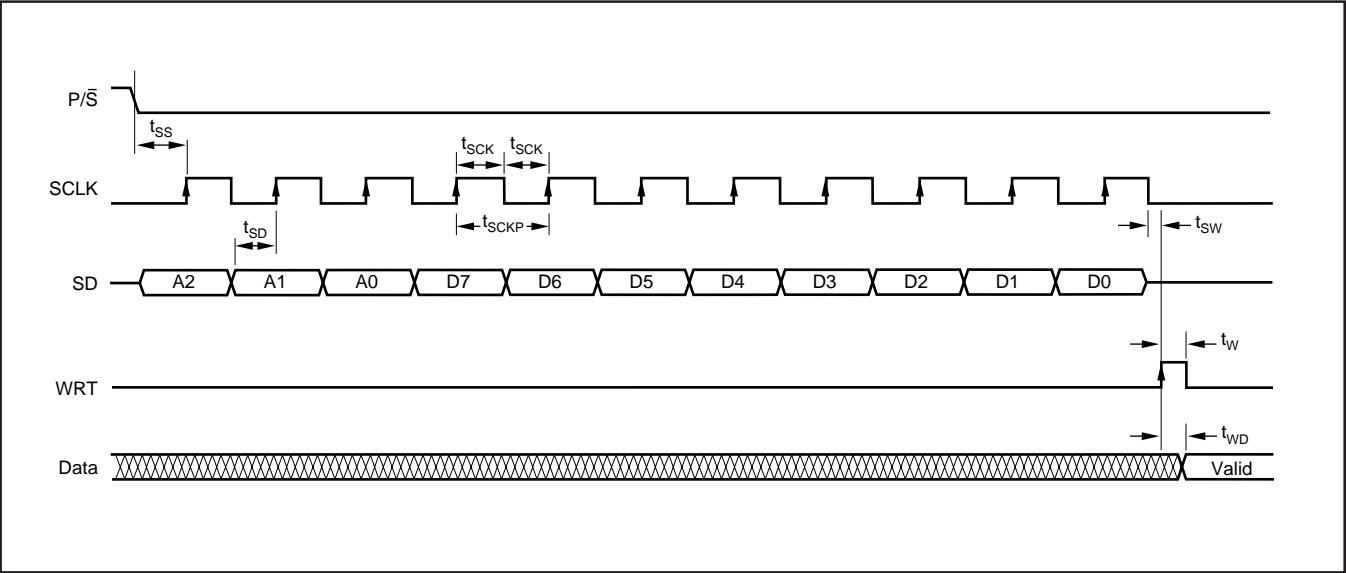 P/S̅
tSS
tSCK tSCK
SCLK
tSCKP
tSW
tSD
SD A2 A1 A0 D7 D6 D5 D4 D3 D2 D1 D0
tW
WRT
tWD
Data Valid